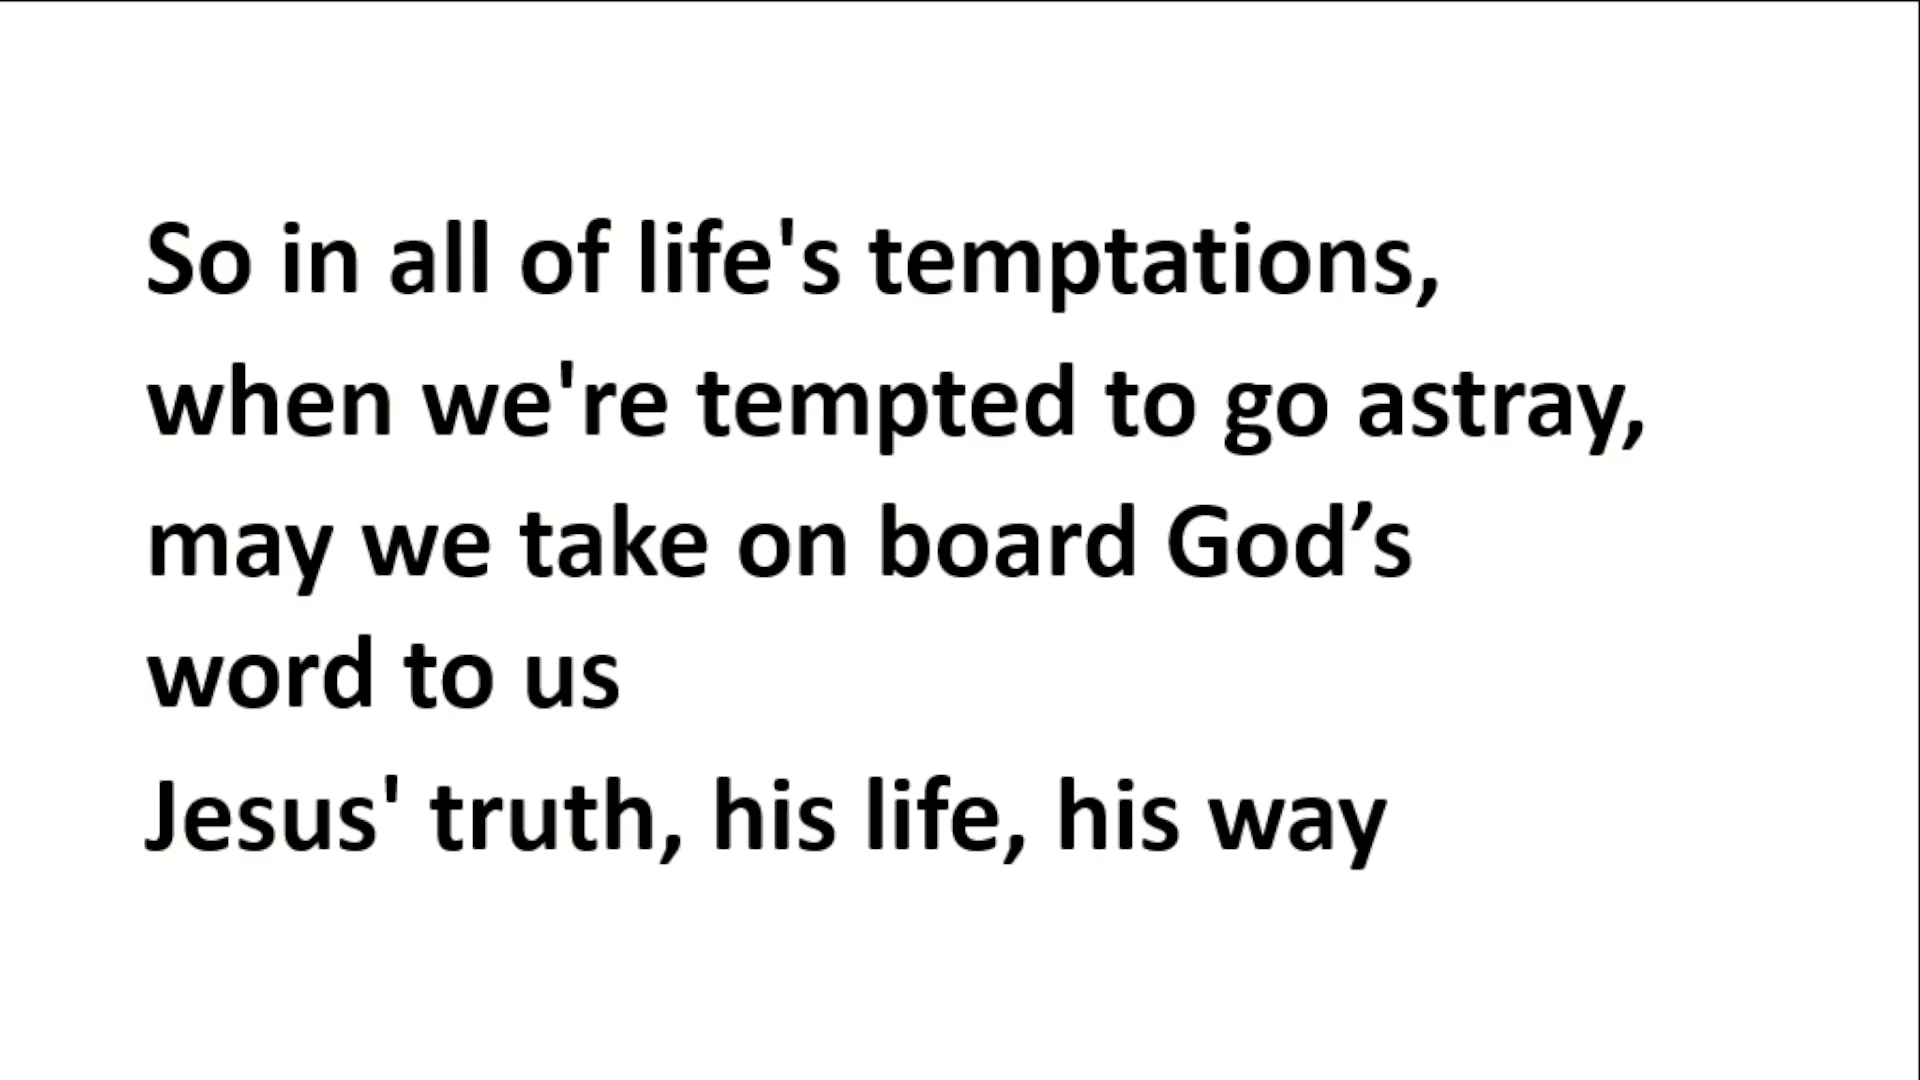 So in all of life's temptations,
when we're tempted to go astray,
may we take on board God’s
word to us
Jesus' truth, his life, his way